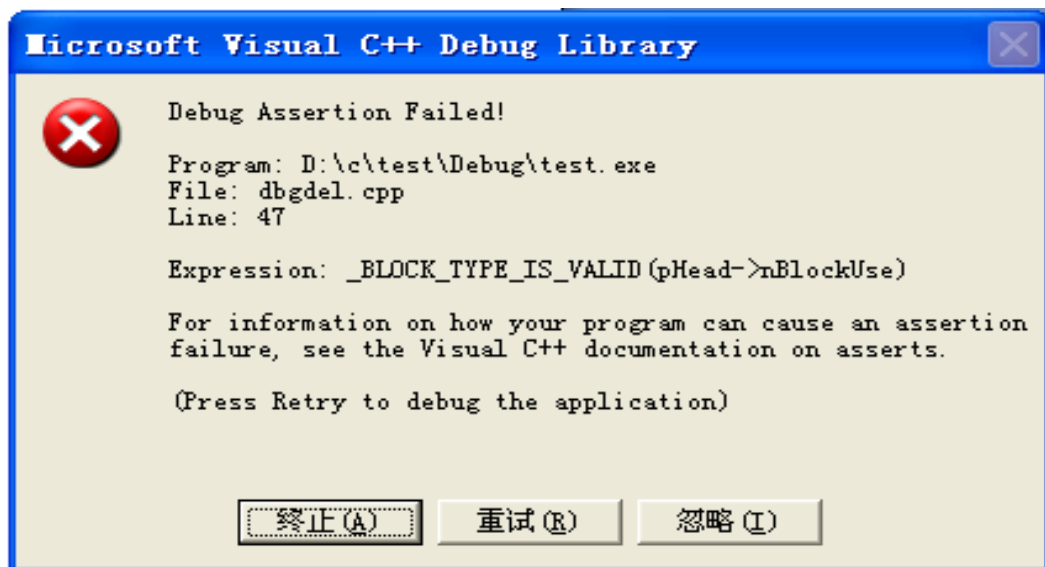 Microsoft Visual C++ Debug Library
Debug Assertion Failed!
Program: D:\c\test\Debug\test.exe
File: dbgdel.cpp
Line: 47
Expression: _BLOCK_TYPE_IS_VALID(pHead->nBlockUse)
For information on how your program can cause an assertion
failure, see the Visual C++ documentation on asserts.
(Press Retry to debug the application)
终止(A) 重试(R) 忽略(I)